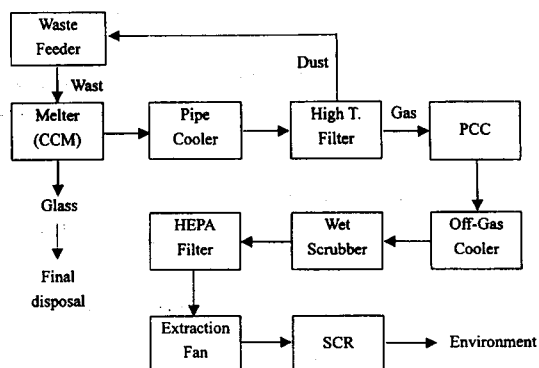 Waste
Feeder
Dust
Wast
Melter
(CCM)
Pipe
Cooler
High T.
Filter
Gas
PCC
Glass
Final
disposal
HEPA
Filter
Wet
Scrubber
Off-Gas
Cooler
Extraction
Fan
SCR
Environment